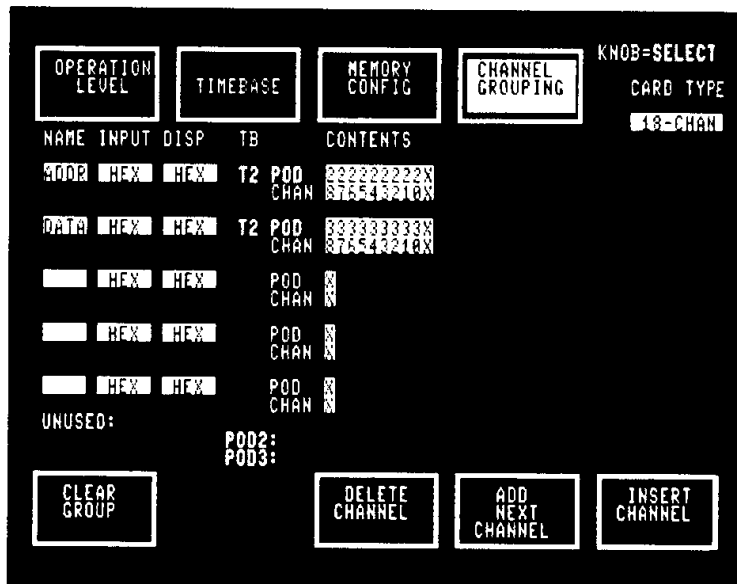 KNOB=SELECT
OPERATION LEVEL
TIMEBASE
MEMORY CONFIG
CHANNEL GROUPING
CARD TYPE
18-CHAN
NAME INPUT DISP TB CONTENTS
ADDR HEX HEX T2 POD 222222222X
CHAN 876543210X
DATA HEX HEX T2 POD 333333333X
CHAN 876543210X
HEX HEX POD X
CHAN X
HEX HEX POD X
CHAN X
HEX HEX POD X
CHAN X
UNUSED:
POD2:
POD3:
CLEAR GROUP
DELETE CHANNEL
ADD NEXT CHANNEL
INSERT CHANNEL